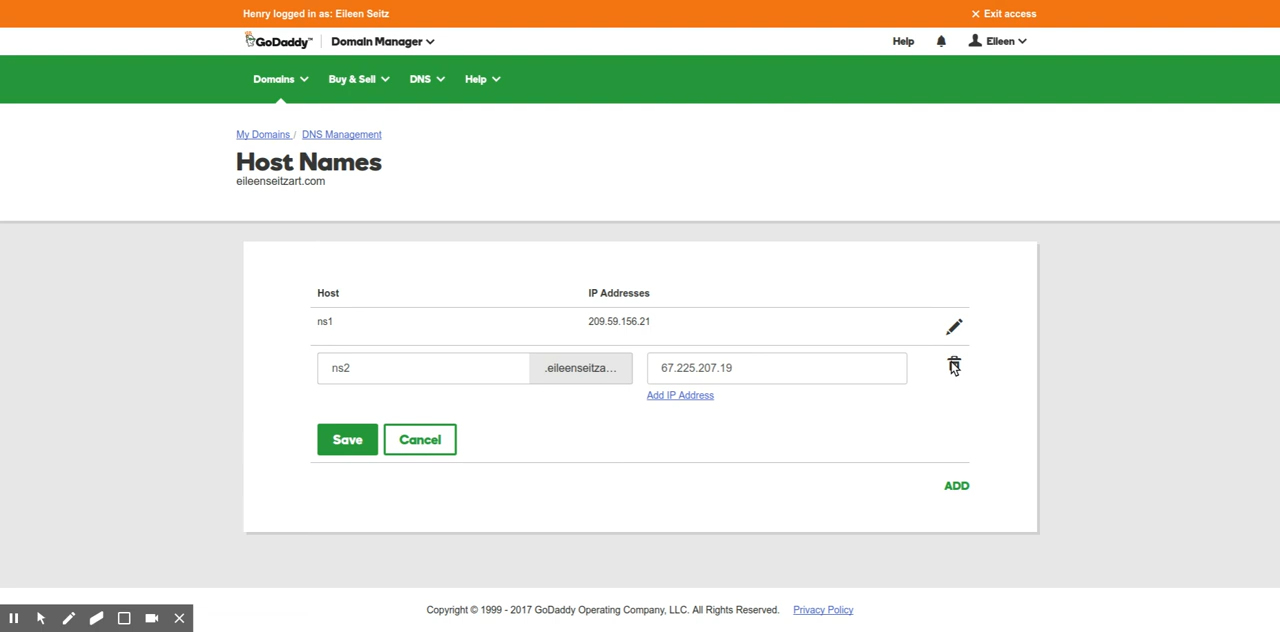 Henry logged in as: Eileen Seitz
Exit access
GoDaddy™ Domain Manager
Help
Eileen
Domains Buy & Sell DNS Help
My Domains / DNS Management
Host Names
eileenseitzart.com
Host IP Addresses
ns1 209.59.156.21
ns2 .eileenseitza... 67.225.207.19
Add IP Address
Save Cancel
ADD
Copyright © 1999 - 2017 GoDaddy Operating Company, LLC. All Rights Reserved. Privacy Policy